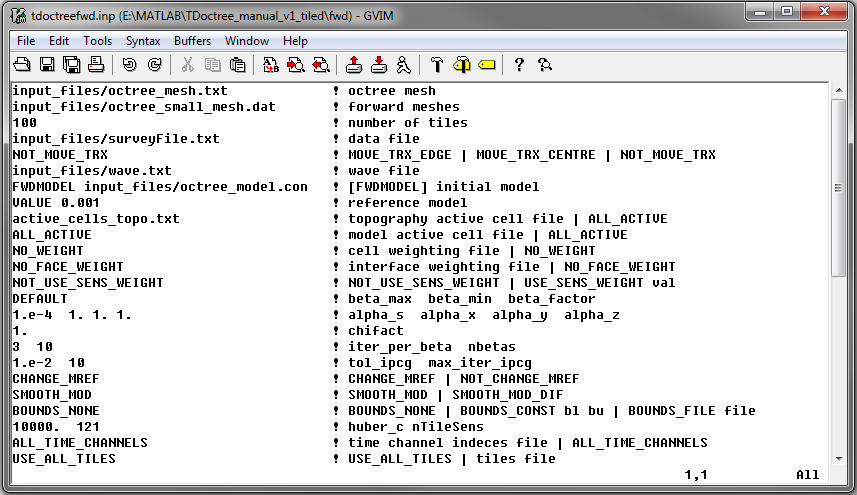 tdoctreefwd.inp (E:\MATLAB\TDoctree_manual_v1_tiled\fwd) - GVIM
File Edit Tools Syntax Buffers Window Help
input_files/octree_mesh.txt ! octree mesh
input_files/octree_small_mesh.dat ! forward meshes
100 ! number of tiles
input_files/surveyFile.txt ! data file
NOT_MOVE_TRX ! MOVE_TRX_EDGE | MOVE_TRX_CENTRE | NOT_MOVE_TRX
input_files/wave.txt ! wave file
FWDMODEL input_files/octree_model.con ! [FWDMODEL] initial model
VALUE 0.001 ! reference model
active_cells_topo.txt ! topography active cell file | ALL_ACTIVE
ALL_ACTIVE ! model active cell file | ALL_ACTIVE
NO_WEIGHT ! cell weighting file | NO_WEIGHT
NO_FACE_WEIGHT ! interface weighting file | NO_FACE_WEIGHT
NOT_USE_SENS_WEIGHT ! NOT_USE_SENS_WEIGHT | USE_SENS_WEIGHT val
DEFAULT ! beta_max beta_min beta_factor
1.e-4 1. 1. 1. ! alpha_s alpha_x alpha_y alpha_z
1. ! chifact
3 10 ! iter_per_beta nbetas
1.e-2 10 ! tol_ipcg max_iter_ipcg
CHANGE_MREF ! CHANGE_MREF | NOT_CHANGE_MREF
SMOOTH_MOD ! SMOOTH_MOD | SMOOTH_MOD_DIF
BOUNDS_NONE ! BOUNDS_NONE | BOUNDS_CONST bl bu | BOUNDS_FILE file
10000. 121 ! huber_c nTileSens
ALL_TIME_CHANNELS ! time channel indeces file | ALL_TIME_CHANNELS
USE_ALL_TILES ! USE_ALL_TILES | tiles file
1,1 All